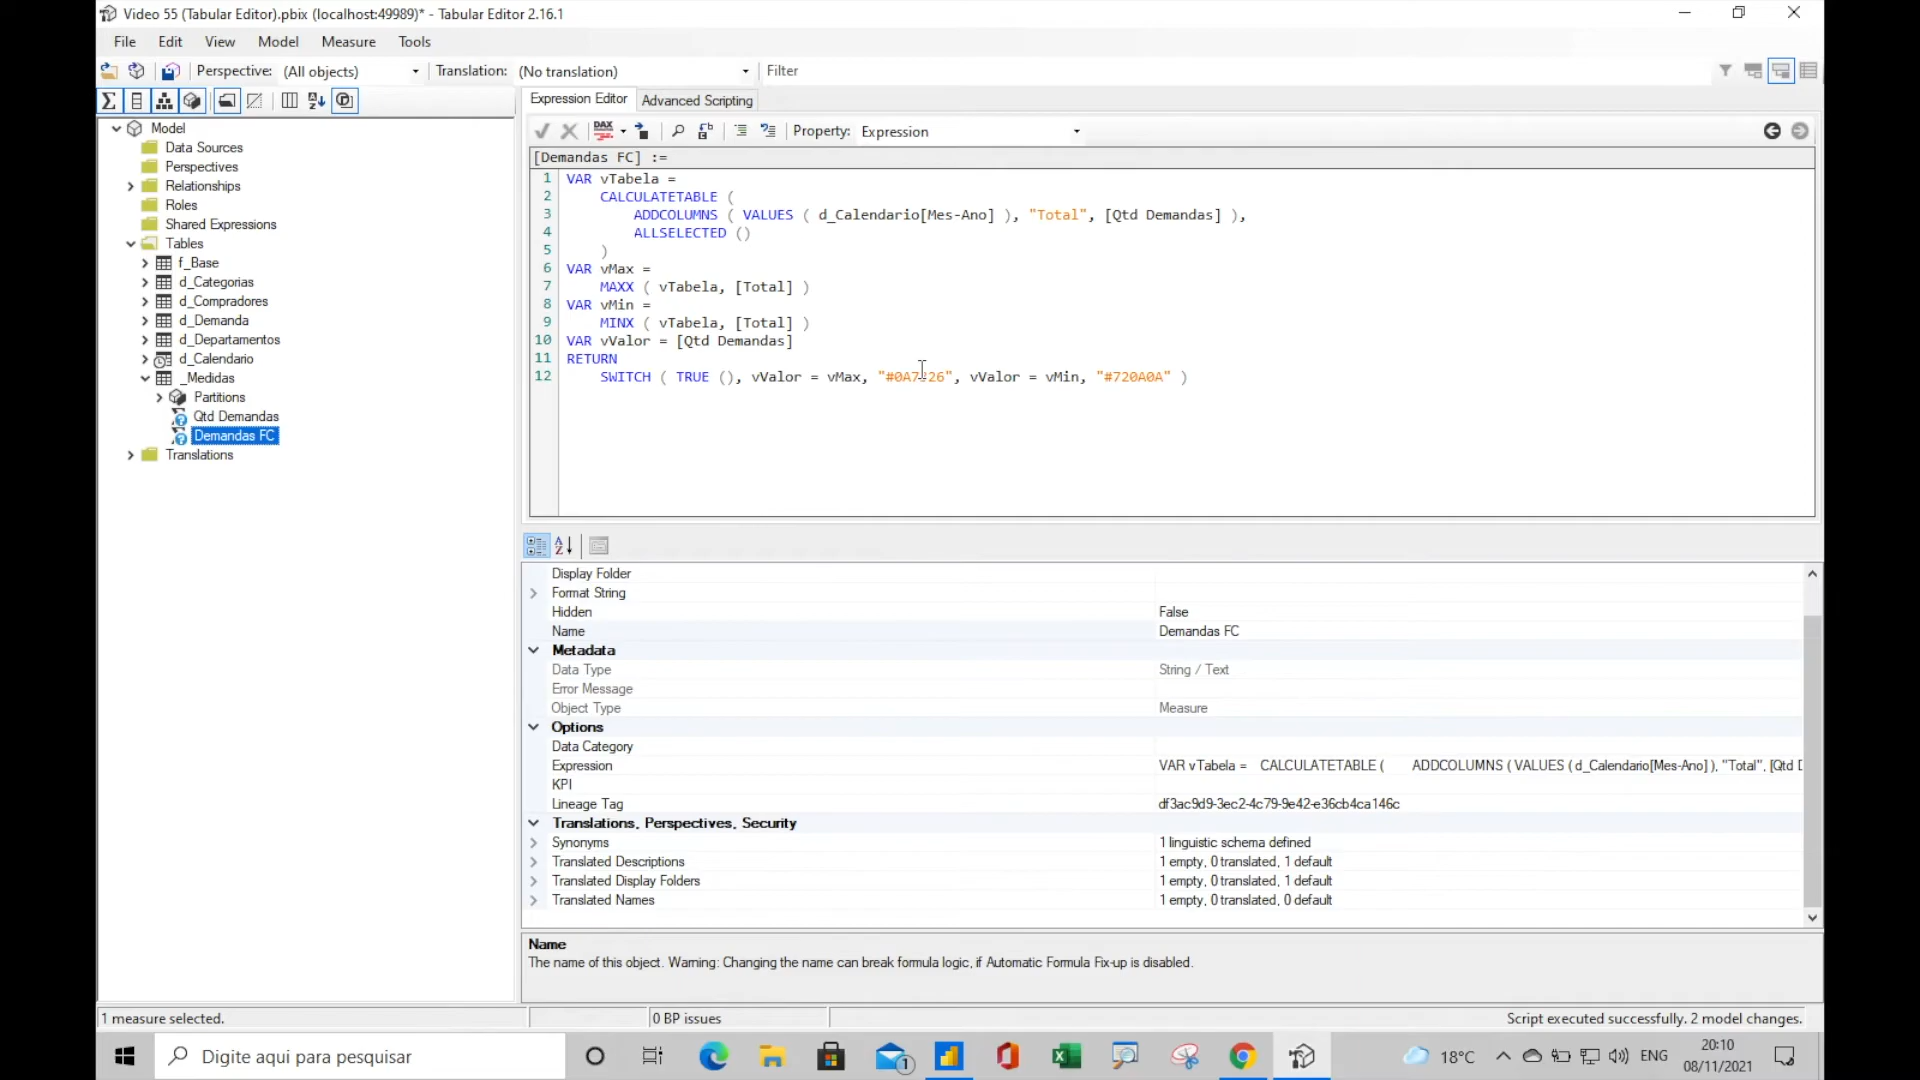 Video 55 (Tabular Editor).pbix (localhost:49989)* - Tabular Editor 2.16.1
File Edit View Model Measure Tools
Perspective: (All objects) Translation: (No translation) Filter
Expression Editor Advanced Scripting
DAX Property: Expression
[Demandas FC] :=
1 VAR vTabela =
2 CALCULATETABLE (
3 ADDCOLUMNS ( VALUES ( d_Calendario[Mes-Ano] ), "Total", [Qtd Demandas] ),
4 ALLSELECTED ()
5 )
6 VAR vMax =
7 MAXX ( vTabela, [Total] )
8 VAR vMin =
9 MINX ( vTabela, [Total] )
10 VAR vValor = [Qtd Demandas]
11 RETURN
12 SWITCH ( TRUE (), vValor = vMax, , vValor = vMin, "#720A0A" )
Model
Data Sources
Perspectives
Relationships
Roles
Shared Expressions
Tables
f_Base
d_Categorias
d_Compradores
d_Demanda
d_Departamentos
d_Calendario
_Medidas
Partitions
Qtd Demandas
Demandas FC
Translations
Display Folder
Format String
Hidden False
Name Demandas FC
Metadata
Data Type String / Text
Error Message
Object Type Measure
Options
Data Category
Expression VAR vTabela = CALCULATETABLE ( ADDCOLUMNS ( VALUES ( d_Calendario[Mes-Ano] ), "Total", [Qtd D
KPI
Lineage Tag df3ac9d9-3ec2-4c79-9e42-e36cb4ca146c
Translations, Perspectives, Security
Synonyms 1 linguistic schema defined
Translated Descriptions 1 empty, 0 translated, 1 default
Translated Display Folders 1 empty, 0 translated, 1 default
Translated Names 1 empty, 0 translated, 0 default
Name
The name of this object. Warning: Changing the name can break formula logic, if Automatic Formula Fix-up is disabled.
1 measure selected. 0 BP issues Script executed successfully. 2 model changes.
Digite aqui para pesquisar 1 18°C ENG 20:10
08/11/2021